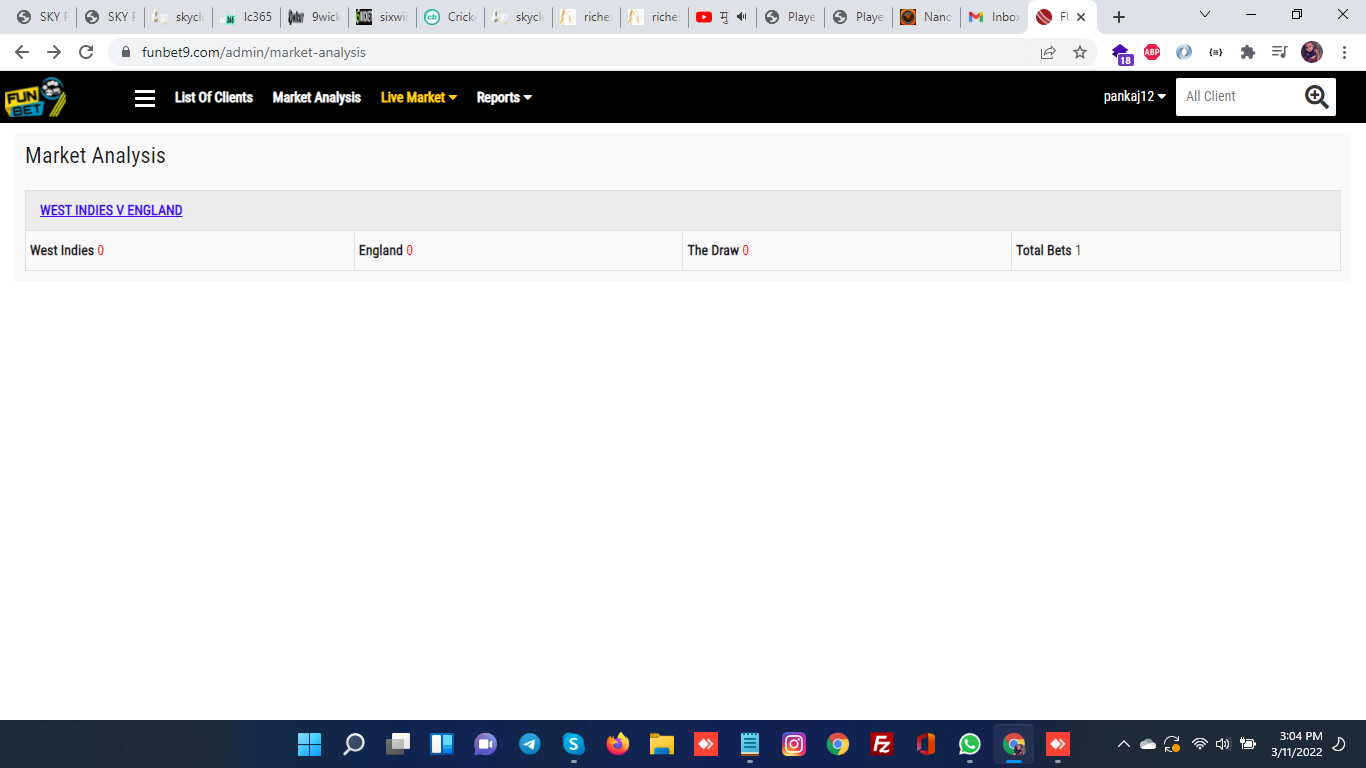 SKY F SKY F skycl lc365 9wick sixwi Crick skycl riche riche मु Playe Playe Nanc Inbox FU
funbet9.com/admin/market-analysis
ABP
18
FUN BET 9
List Of Clients Market Analysis Live Market Reports pankaj12 All Client
Market Analysis
WEST INDIES V ENGLAND
West Indies 0 England 0 The Draw 0 Total Bets 1
3:04 PM
3/11/2022